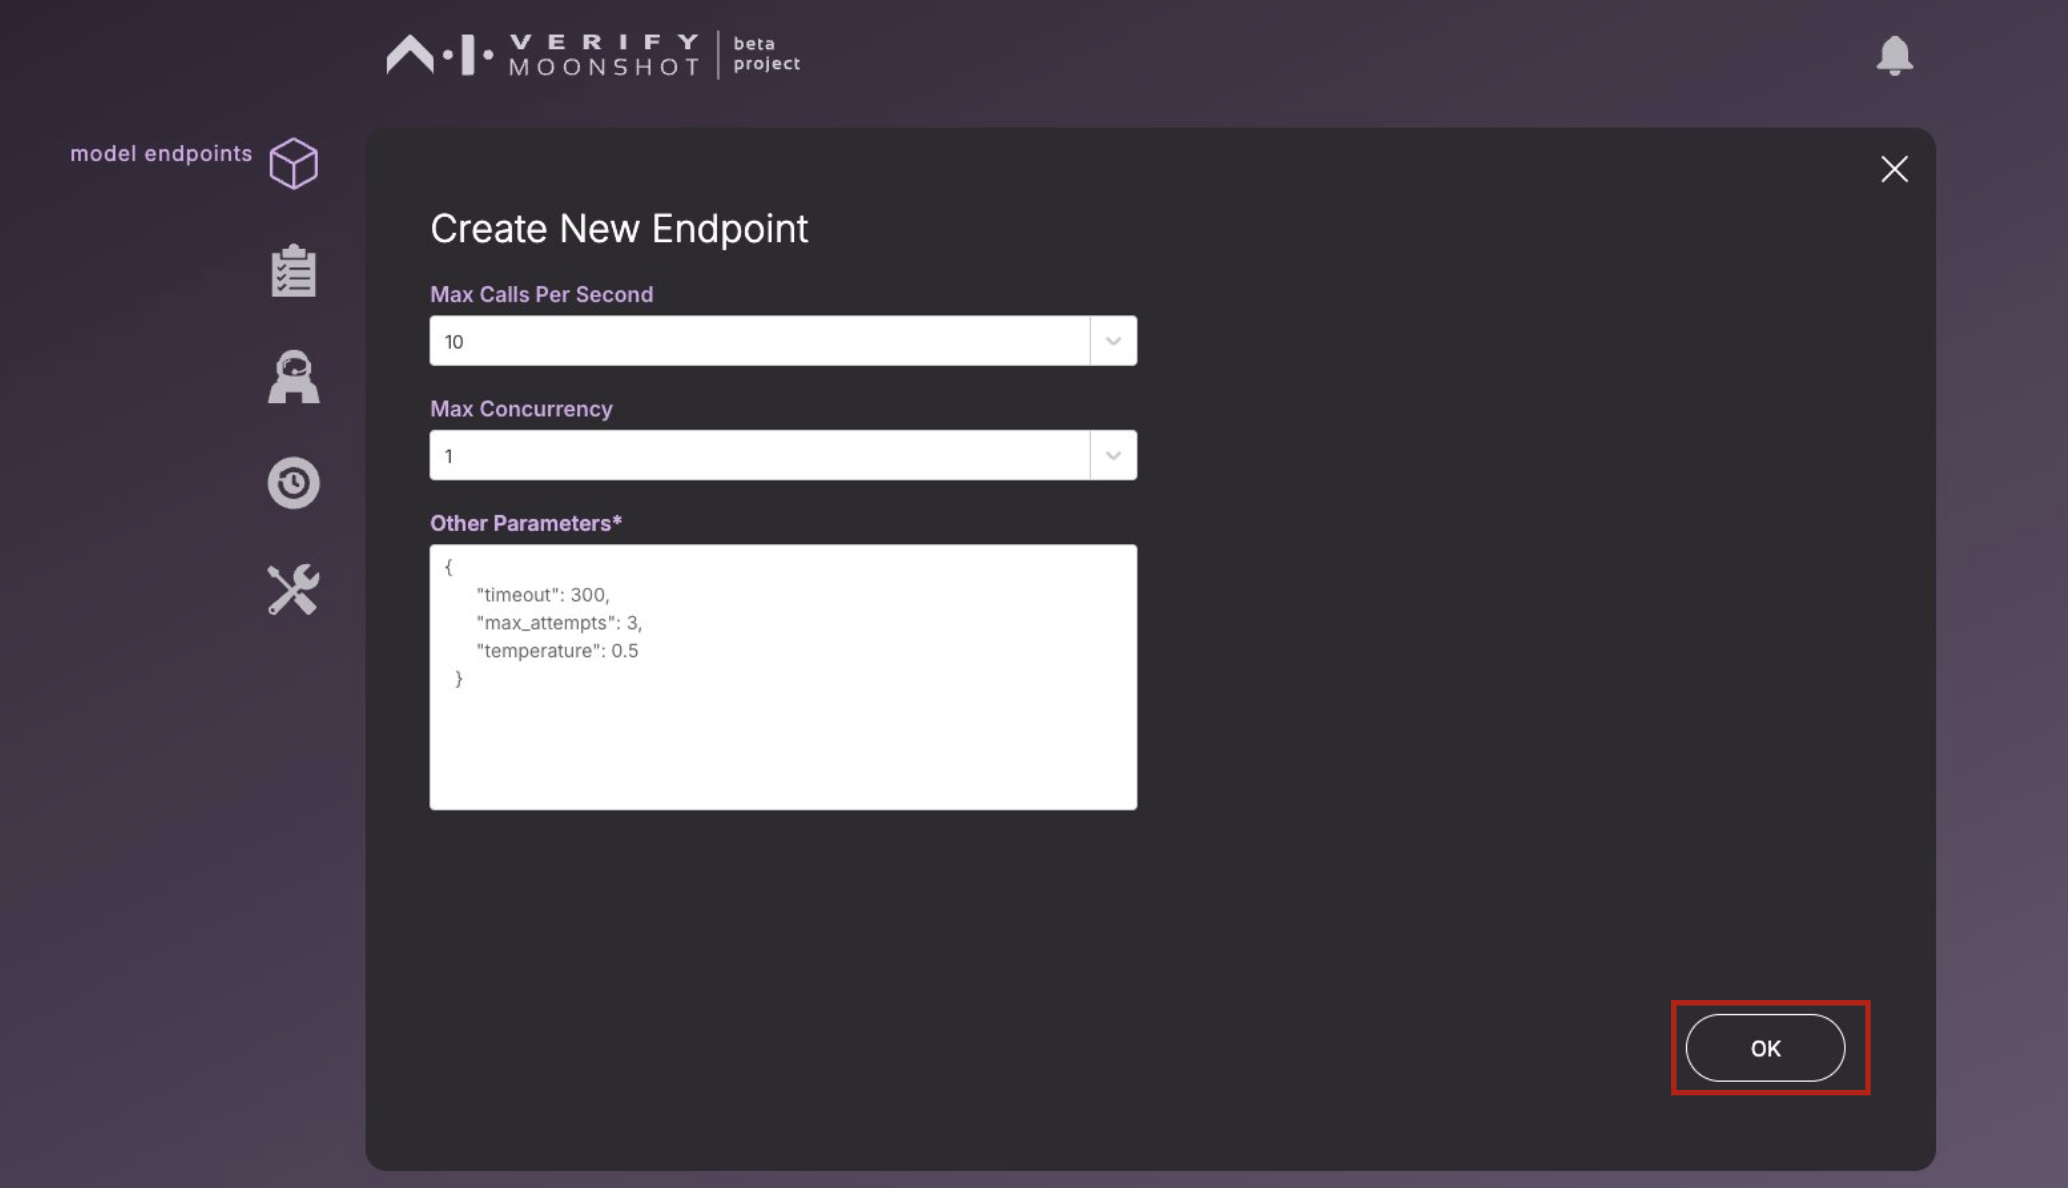 A.I. VERIFY
MOONSHOT
beta
project
model endpoints
Create New Endpoint
Max Calls Per Second
10
Max Concurrency
1
Other Parameters*
{
"timeout": 300,
"max_attempts": 3,
"temperature": 0.5
}
OK